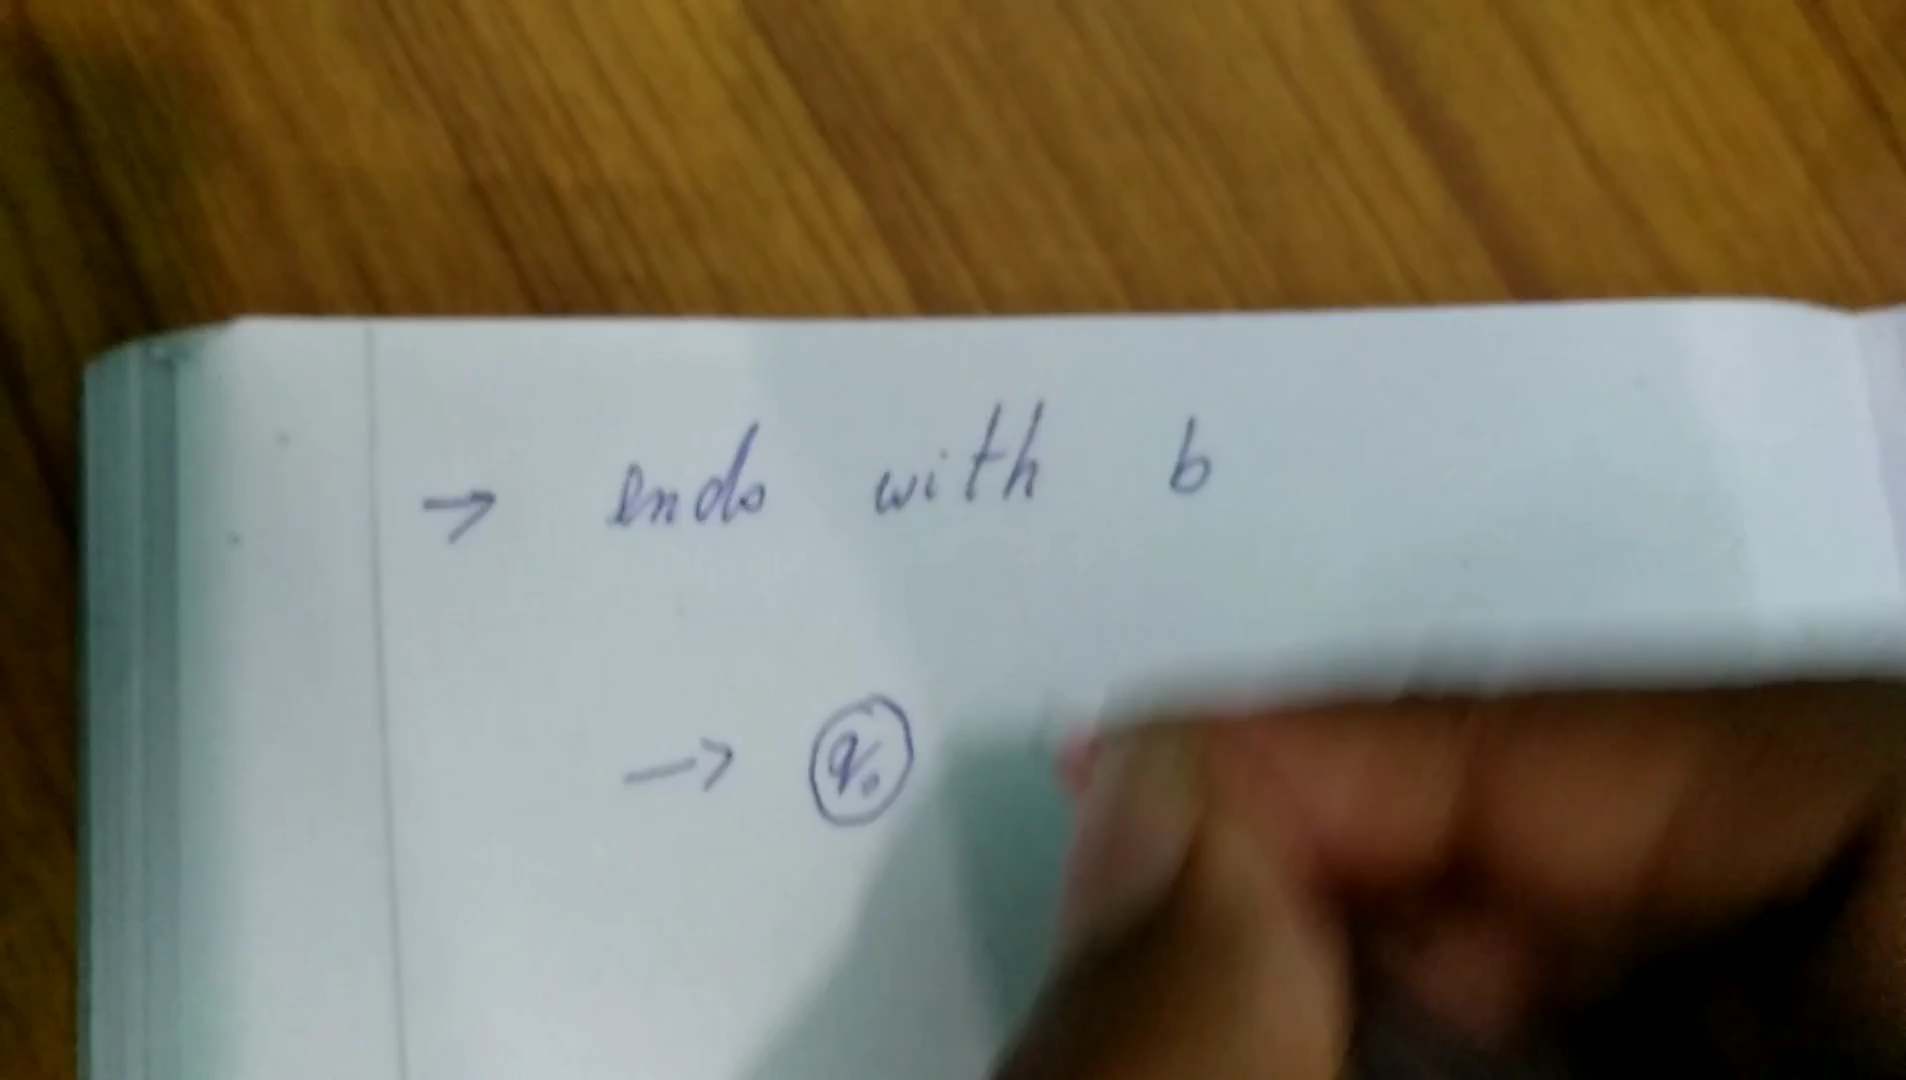 → ends with b
→ q₀